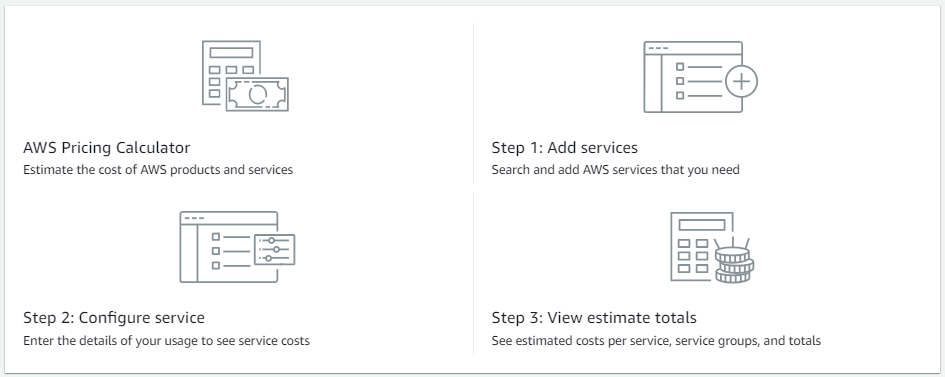 AWS Pricing Calculator
Estimate the cost of AWS products and services
Step 1: Add services
Search and add AWS services that you need
Step 2: Configure service
Enter the details of your usage to see service costs
Step 3: View estimate totals
See estimated costs per service, service groups, and totals